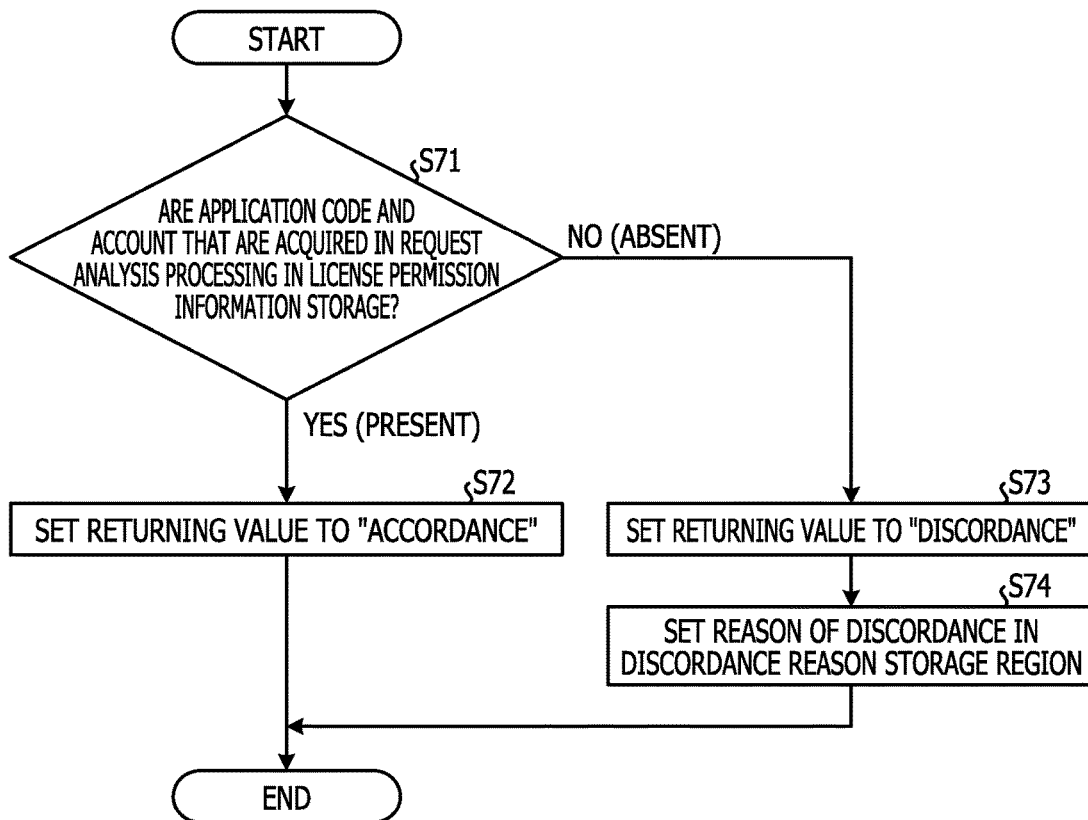 START
S71
ARE APPLICATION CODE AND
ACCOUNT THAT ARE ACQUIRED IN REQUEST
ANALYSIS PROCESSING IN LICENSE PERMISSION
INFORMATION STORAGE?
NO (ABSENT)
YES (PRESENT)
S72
SET RETURNING VALUE TO "ACCORDANCE"
S73
SET RETURNING VALUE TO "DISCORDANCE"
S74
SET REASON OF DISCORDANCE IN
DISCORDANCE REASON STORAGE REGION
END